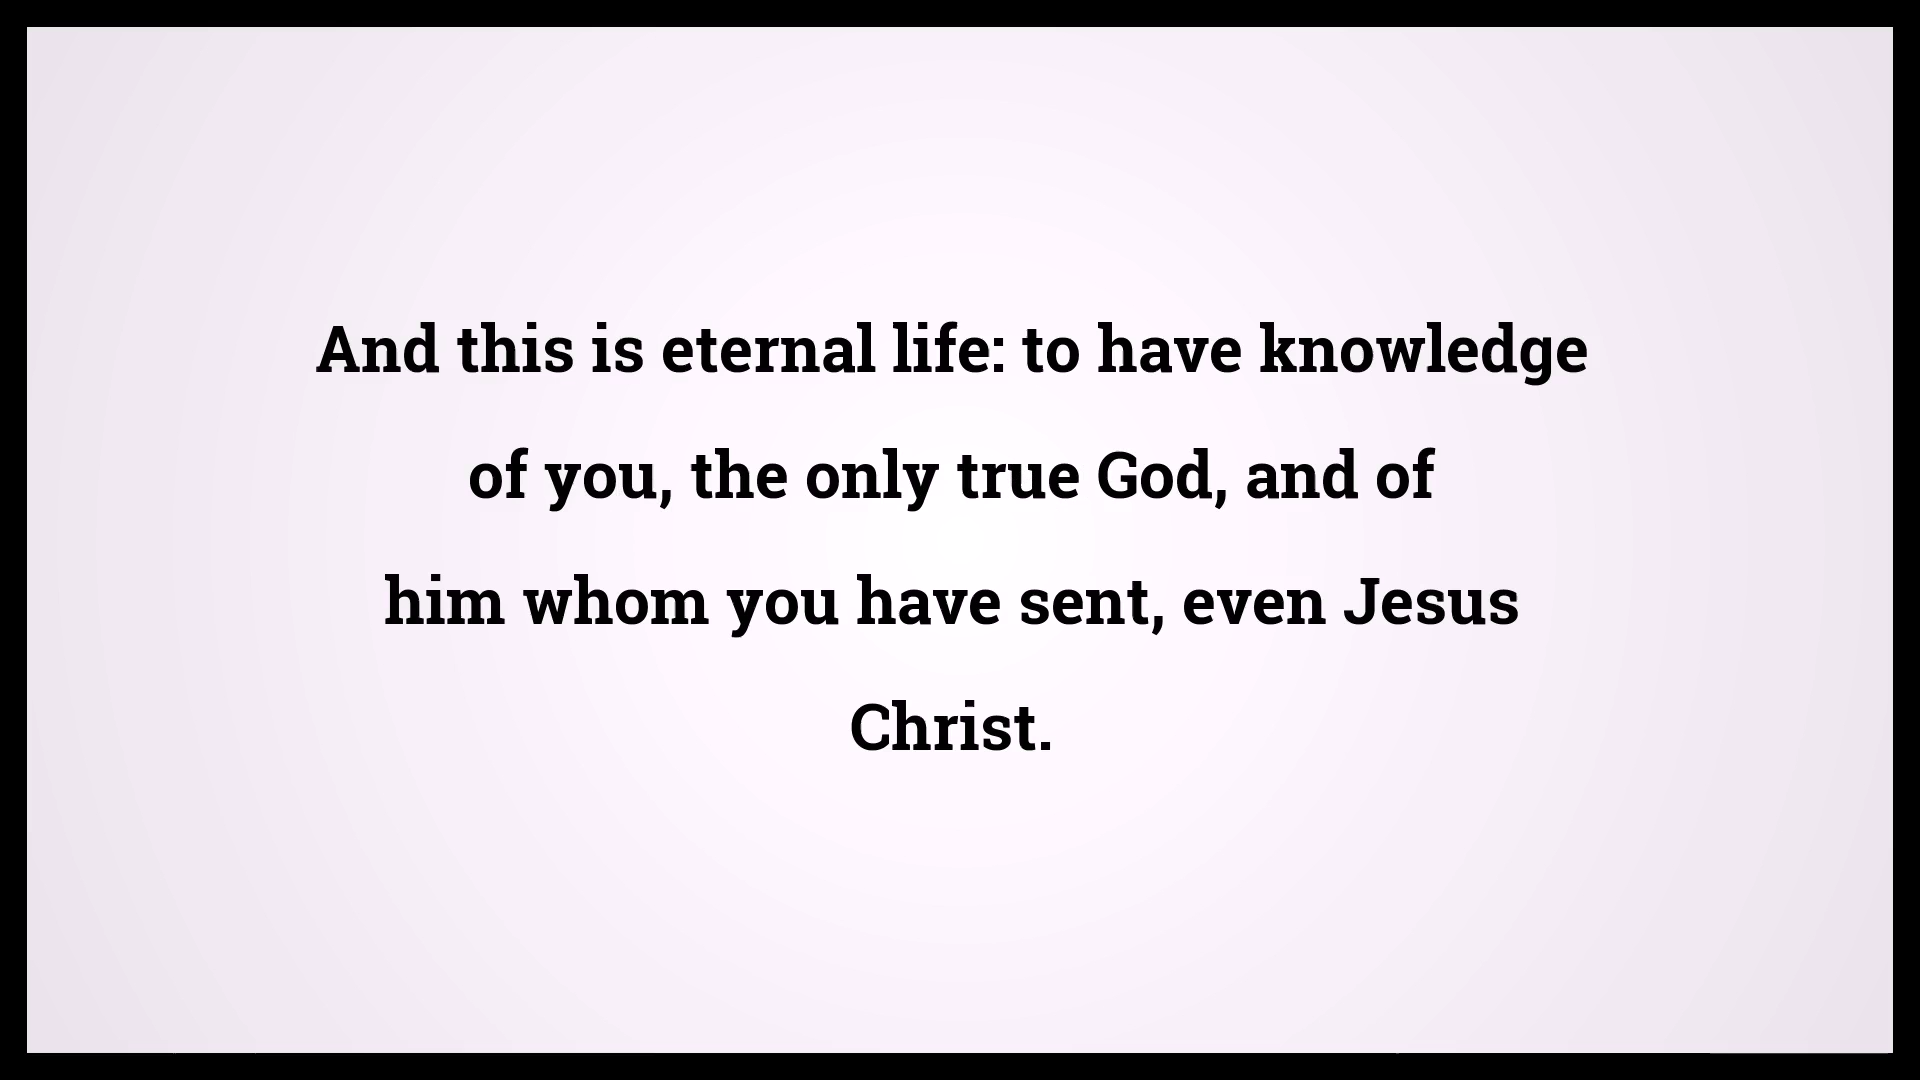 And this is eternal life: to have knowledge
of you, the only true God, and of
him whom you have sent, even Jesus
Christ.